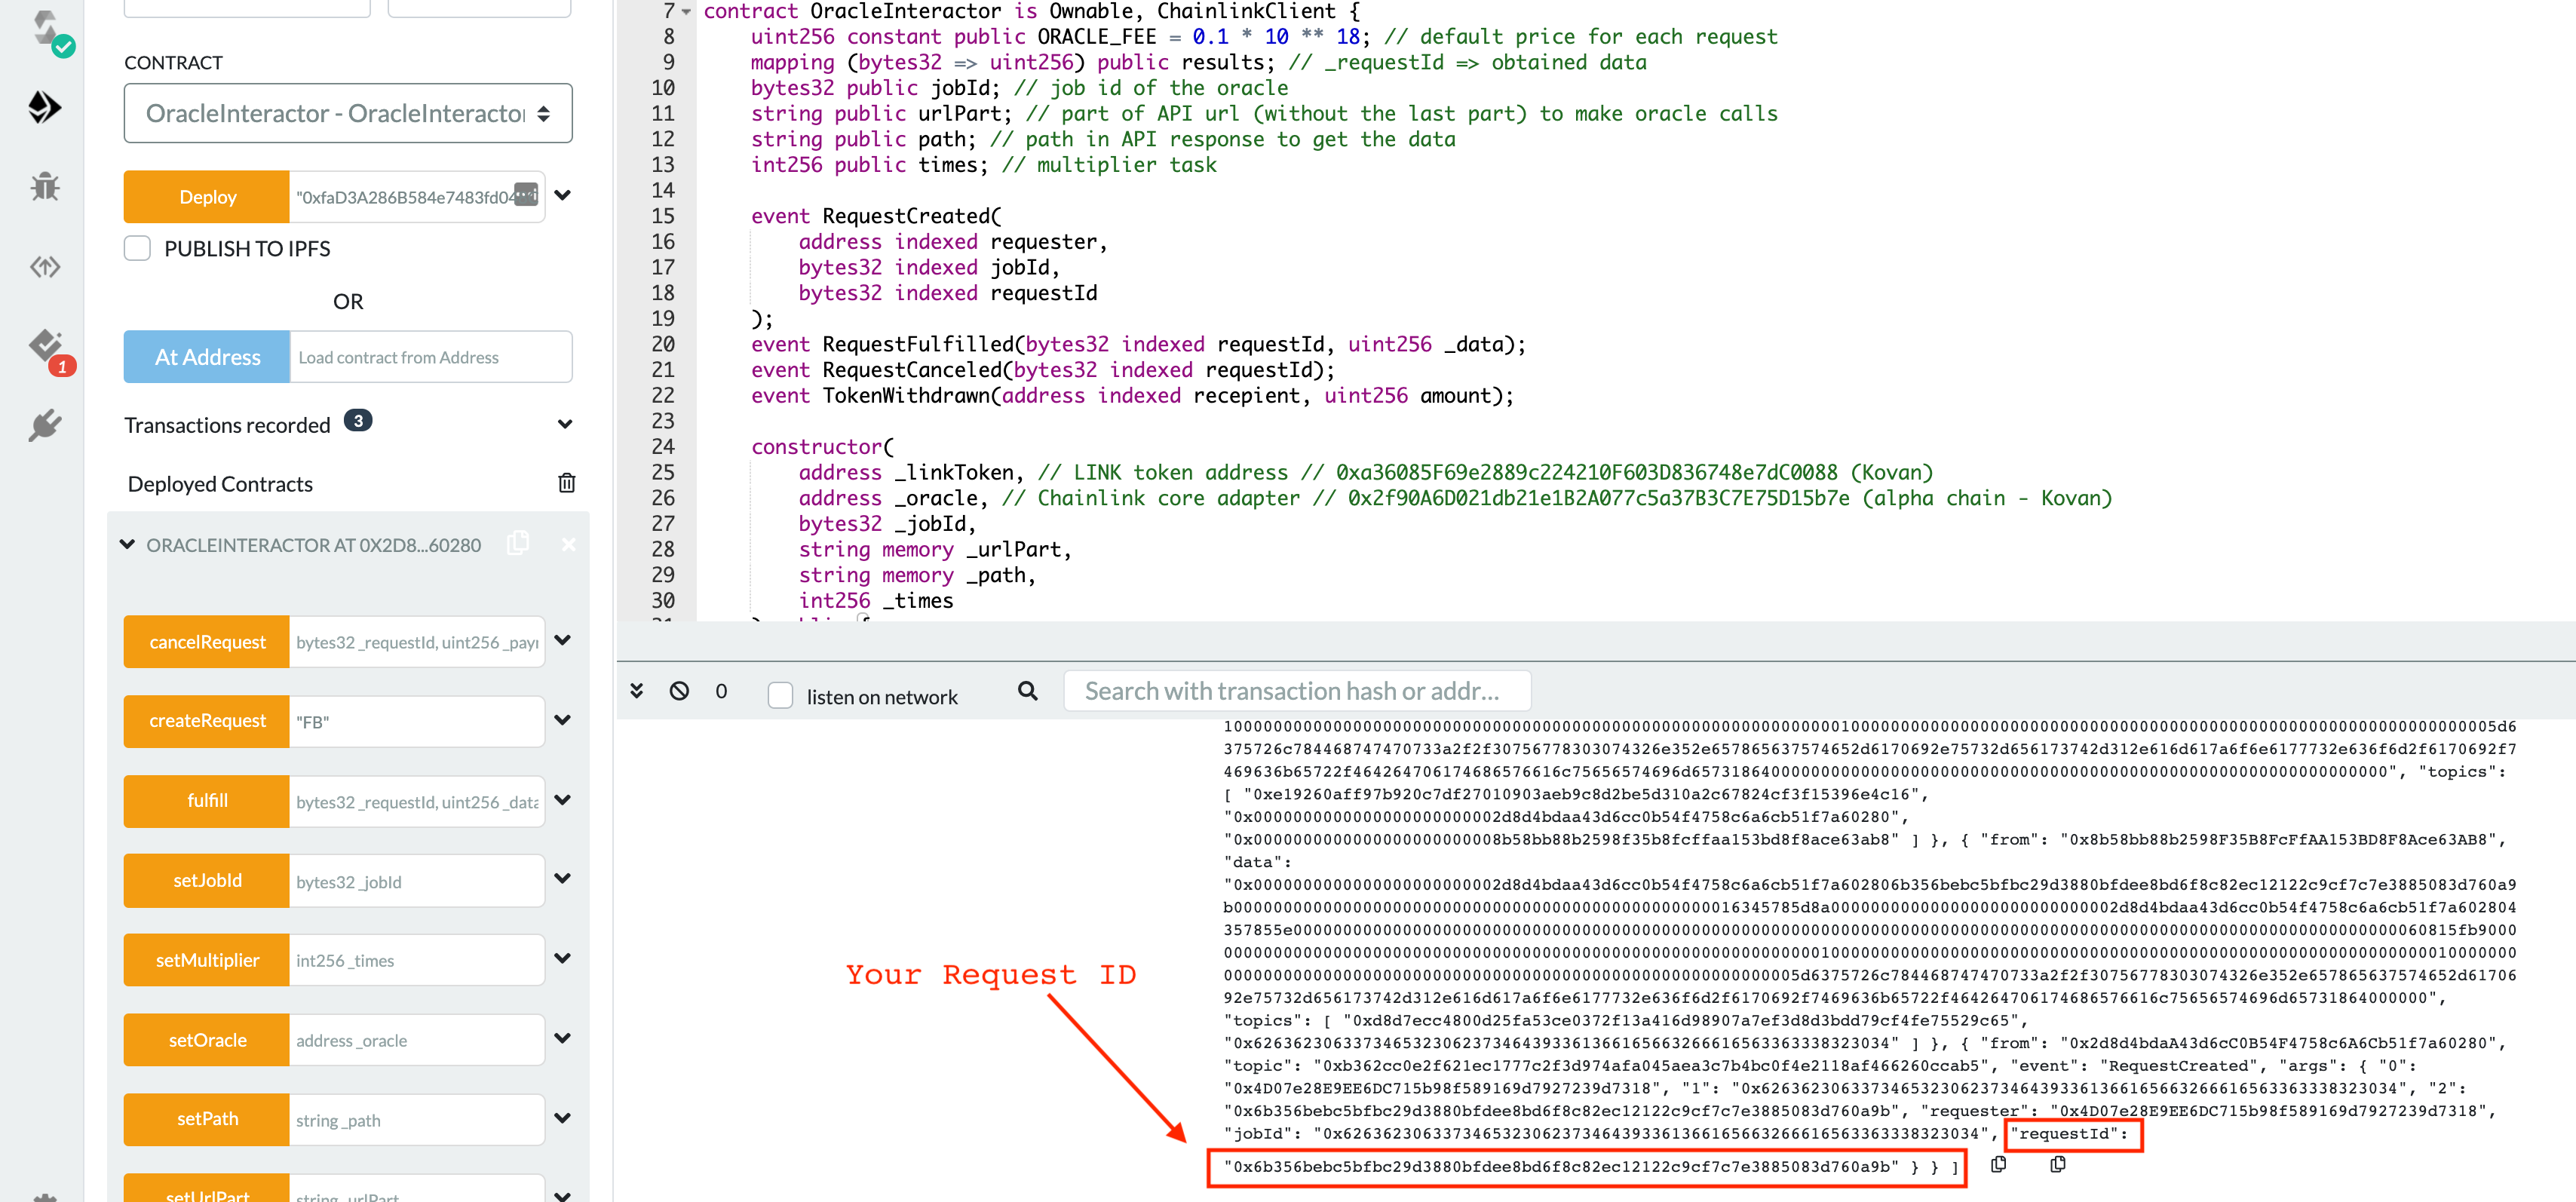 CONTRACT
OracleInteractor - OracleInteractor
Deploy
"0xfaD3A286B584e7483fd04
PUBLISH TO IPFS
OR
At Address
Load contract from Address
Transactions recorded 3
Deployed Contracts
ORACLEINTERACTOR AT 0X2D8...60280
cancelRequest
bytes32 _requestId, uint256 _payı
createRequest
"FB"
fulfill
bytes32 _requestId, uint256 _data
setJobId
bytes32 _jobId
setMultiplier
int256 _times
setOracle
address _oracle
setPath
string _path
setUrlPart
string _urlPart
1
7 contract OracleInteractor is Ownable, ChainlinkClient {
8 uint256 constant public ORACLE_FEE = 0.1 * 10 ** 18; // default price for each request
9 mapping (bytes32 => uint256) public results; // _requestId => obtained data
10 bytes32 public jobId; // job id of the oracle
11 string public urlPart; // part of API url (without the last part) to make oracle calls
12 string public path; // path in API response to get the data
13 int256 public times; // multiplier task
14
15 event RequestCreated(
16 address indexed requester,
17 bytes32 indexed jobId,
18 bytes32 indexed requestId
19 );
20 event RequestFulfilled(bytes32 indexed requestId, uint256 _data);
21 event RequestCanceled(bytes32 indexed requestId);
22 event TokenWithdrawn(address indexed recepient, uint256 amount);
23
24 constructor(
25 address _linkToken, // LINK token address // 0xa36085F69e2889c224210F603D836748e7dC0088 (Kovan)
26 address _oracle, // Chainlink core adapter // 0x2f90A6D021db21e1B2A077c5a37B3C7E75D15b7e (alpha chain - Kovan)
27 bytes32 _jobId,
28 string memory _urlPart,
29 string memory _path,
30 int256 _times
0
listen on network
Search with transaction hash or addr...
"topics":
[ "0xe19260aff97b920c7df27010903aeb9c8d2be5d310a2c67824cf3f15396e4c16",
"0x0000000000000000000000002d8d4bdaa43d6cc0b54f4758c6a6cb51f7a60280",
"0x0000000000000000000000008b58bb88b2598f35b8fcffaa153bd8f8ace63ab8" ] }, { "from": "0x8b58bb88b2598F35B8FcFfAA153BD8F8Ace63AB8",
"data":
"0x0000000000000000000000002d8d4bdaa43d6cc0b54f4758c6a6cb51f7a602806b356bebc5bfbc29d3880bfdee8bd6f8c82ec12122c9cf7c7e3885083d760a9
92e75732d656173742d312e616d617a6f6e6177732e636f6d2f6170692f7469636b65722f464264706174686576616c75656574696d65731864000000",
"topics": [ "0xd8d7ecc4800d25fa53ce0372f13a416d98907a7ef3d8d3bdd79cf4fe75529c65",
"0x6263623063373465323062373464393361366165663266616563363338323034" ] }, { "from": "0x2d8d4bdaA43d6cC0B54F4758c6A6Cb51f7a60280",
"topic": "0xb362cc0e2f621ec1777c2f3d974afa045aea3c7b4bc0f4e2118af466260ccab5", "event": "RequestCreated", "args": { "0":
"0x4D07e28E9EE6DC715b98f589169d7927239d7318", "1": "0x6263623063373465323062373464393361366165663266616563363338323034", "2":
"0x6b356bebc5bfbc29d3880bfdee8bd6f8c82ec12122c9cf7c7e3885083d760a9b", "requester": "0x4D07e28E9EE6DC715b98f589169d7927239d7318",
"jobId": "0x6263623063373465323062373464393361366165663266616563363338323034", "requestId":
"0x6b356bebc5bfbc29d3880bfdee8bd6f8c82ec12122c9cf7c7e3885083d760a9b" } } ]
Your Request ID